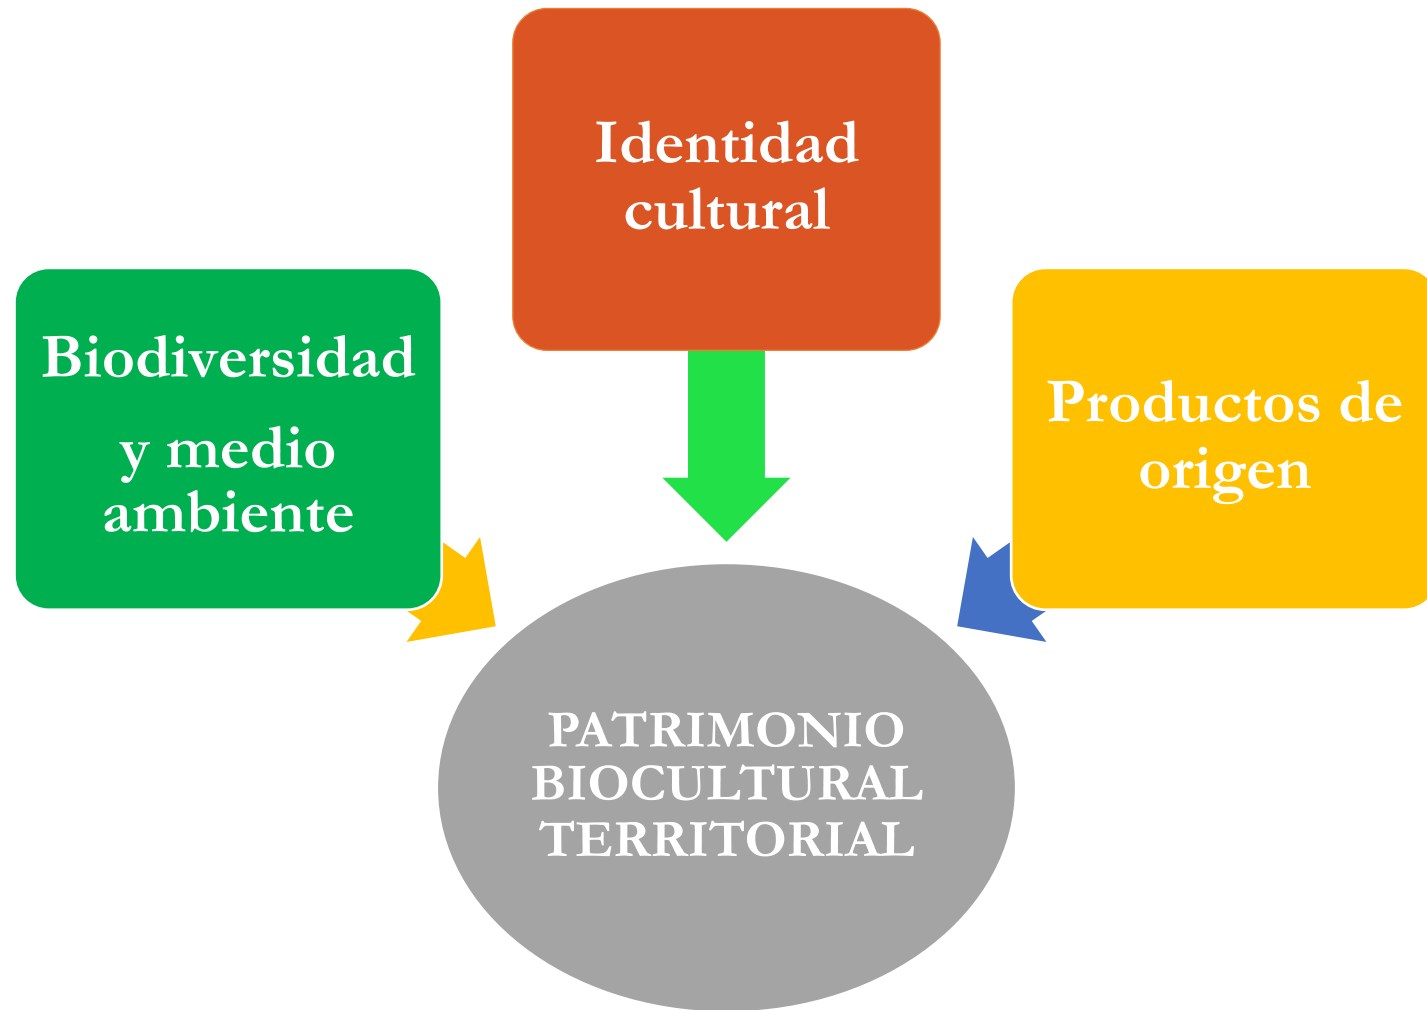 Identidad
cultural
Biodiversidad
y medio
ambiente
Productos de
origen
PATRIMONIO
BIOCULTURAL
TERRITORIAL